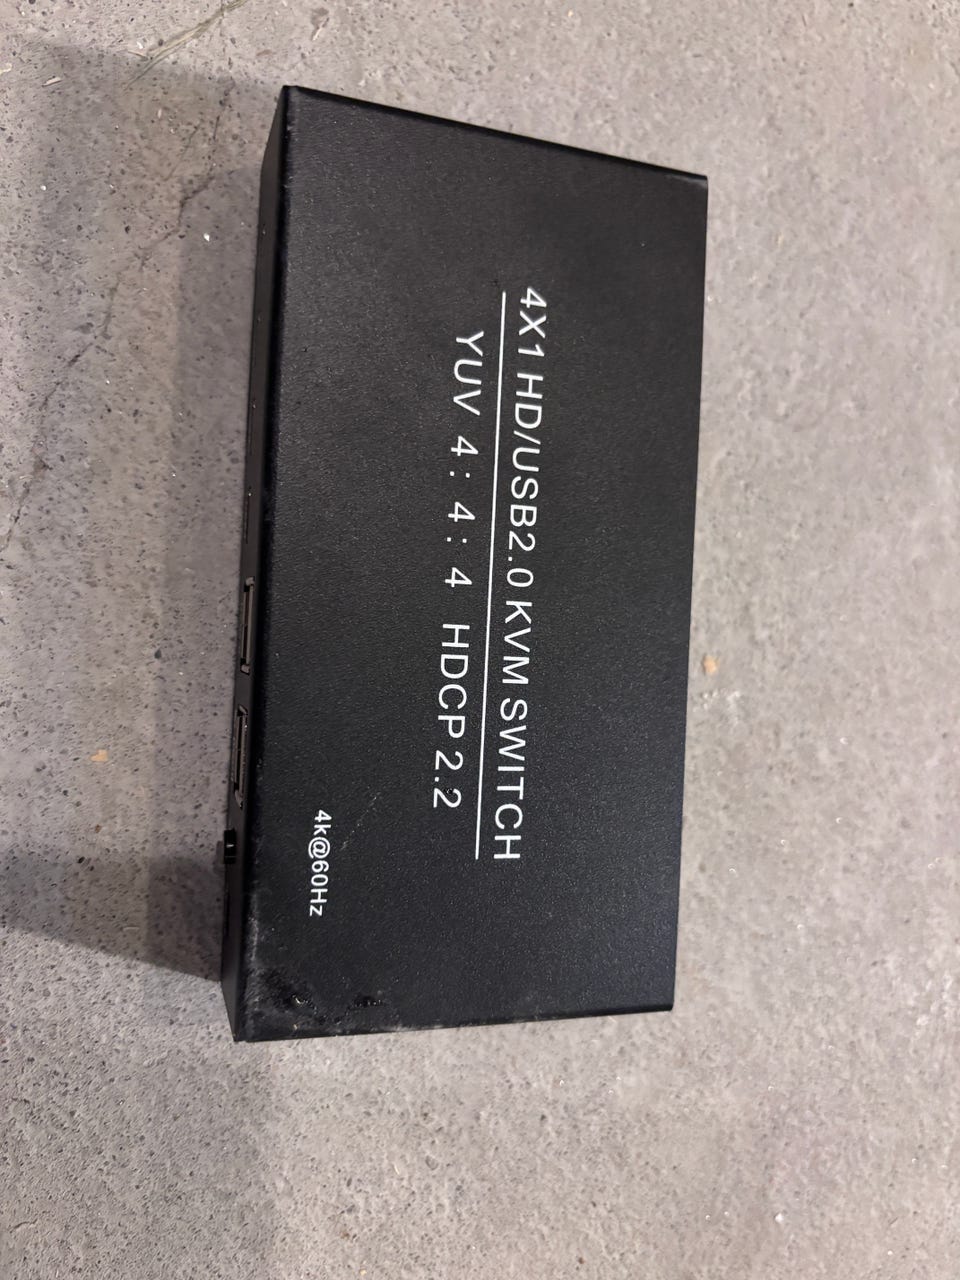 4X1 HD/USB2.0 KVM SWITCH
YUV 4:4:4 HDCP 2.2
4k@60Hz